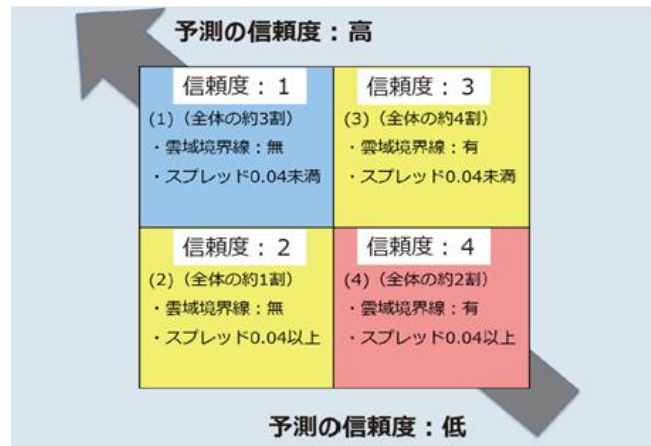 予測の信頼度：高
信頼度：1
(1)（全体の約3割）
・雲域境界線：無
・スプレッド0.04未満
信頼度：3
(3)（全体の約4割）
・雲域境界線：有
・スプレッド0.04未満
信頼度：2
(2)（全体の約1割）
・雲域境界線：無
・スプレッド0.04以上
信頼度：4
(4)（全体の約2割）
・雲域境界線：有
・スプレッド0.04以上
予測の信頼度：低